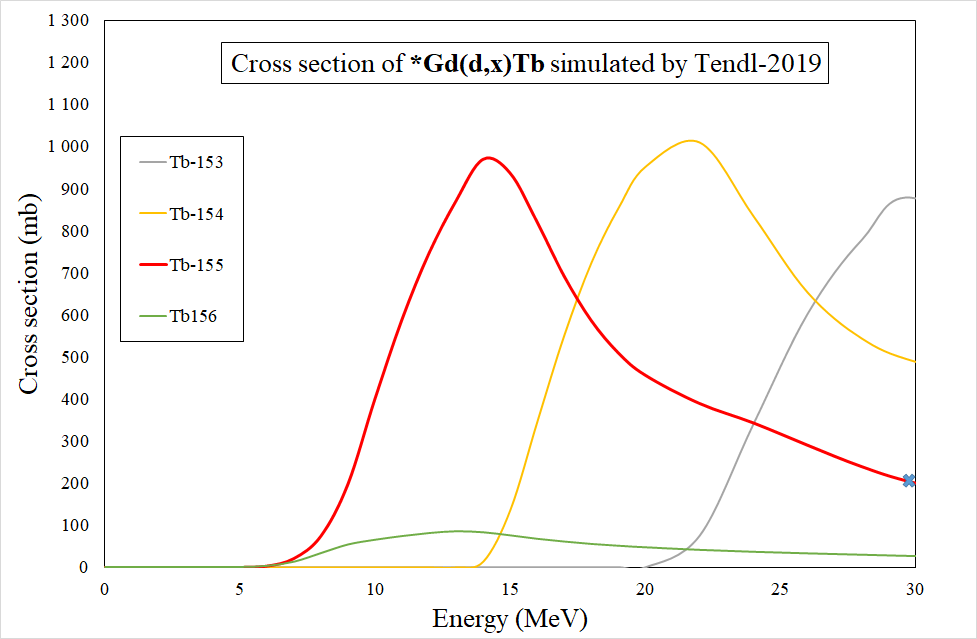 1 300
1 200
1 100
1 000
900
800
700
600
500
400
300
200
100
0
Cross section (mb)
Cross section of *Gd(d,x)Tb simulated by Tendl-2019
Tb-153
Tb-154
Tb-155
Tb156
0 5 10 15 20 25 30
Energy (MeV)